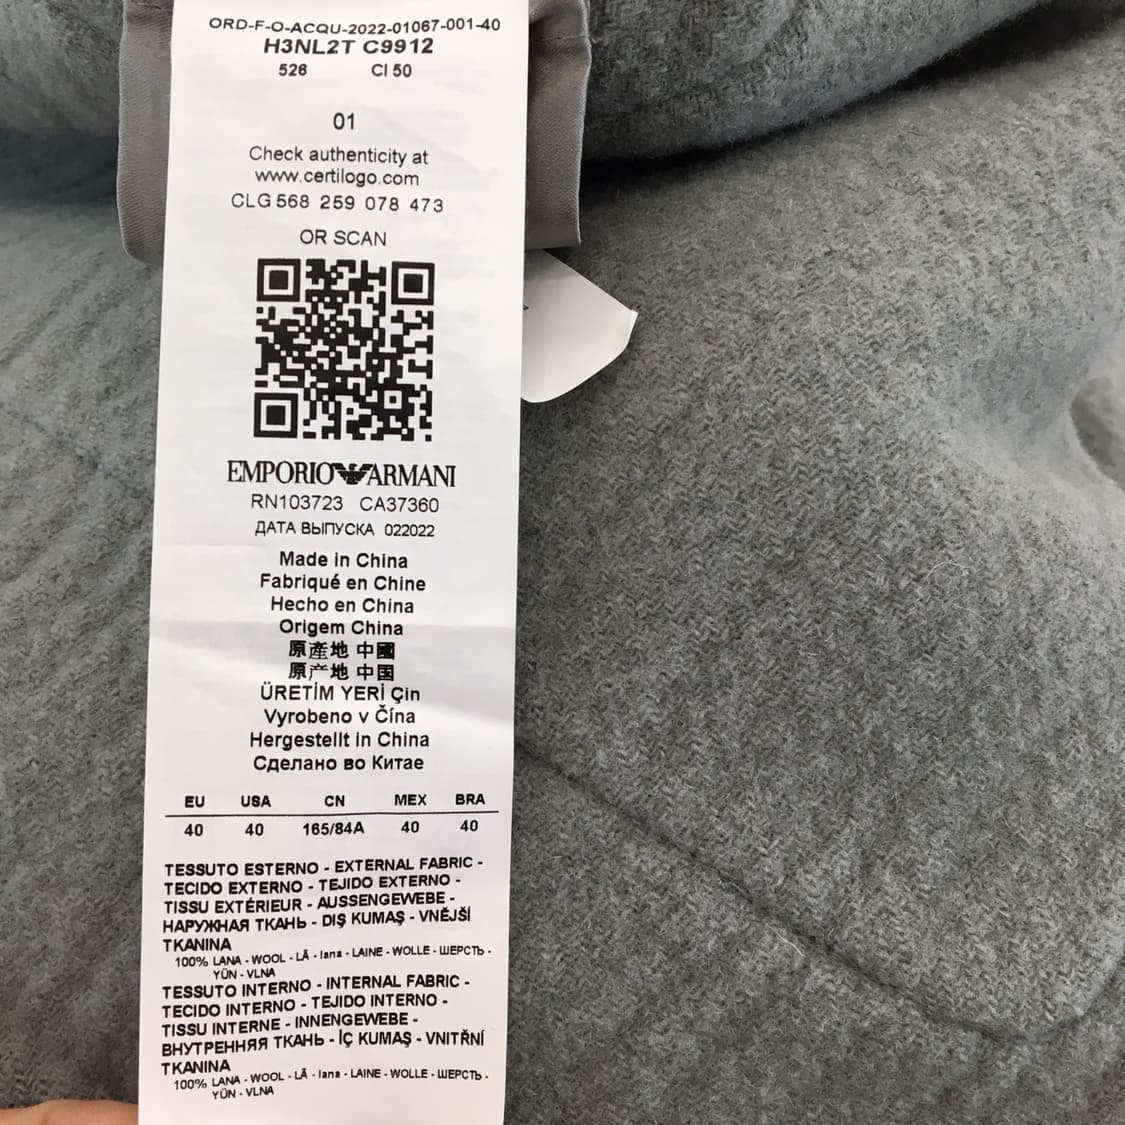 ORD-F-O-ACQU-2022-01067-001-40
H3NL2T C9912
526 CI 50
01
Check authenticity at
www.certilogo.com
CLG 568 259 078 473
OR SCAN
EMPORIO ARMANI
RN103723 CA37360
ДАТА ВЫПУСКА 022022
Made in China
Fabriqué en Chine
Hecho en China
Origem China
原產地 中國
原产地 中国
ÜRETİM YERİ Çin
Vyrobeno v Čína
Hergestellt in China
Сделано во Китае
EU USA CN MEX BRA
40 40 165/84A 40 40
TESSUTO ESTERNO - EXTERNAL FABRIC -
TECIDO EXTERNO - TEJIDO EXTERNO -
TISSU EXTÉRIEUR - AUSSENGEWEBE -
НАРУЖНАЯ ТКАНЬ - DIŞ KUMAŞ - VNĚJŠÍ
TKANINA
100% LANA - WOOL - LÃ - lana - LAINE - WOLLE - ШЕРСТЬ -
YÜN - VLNA
TESSUTO INTERNO - INTERNAL FABRIC -
TECIDO INTERNO - TEJIDO INTERNO -
TISSU INTERNE - INNENGEWEBE -
ВНУТРЕННЯЯ ТКАНЬ - İÇ KUMAŞ - VNITŘNÍ
TKANINA
100% LANA - WOOL - LÃ - lana - LAINE - WOLLE - ШЕРСТЬ -
YÜN - VLNA